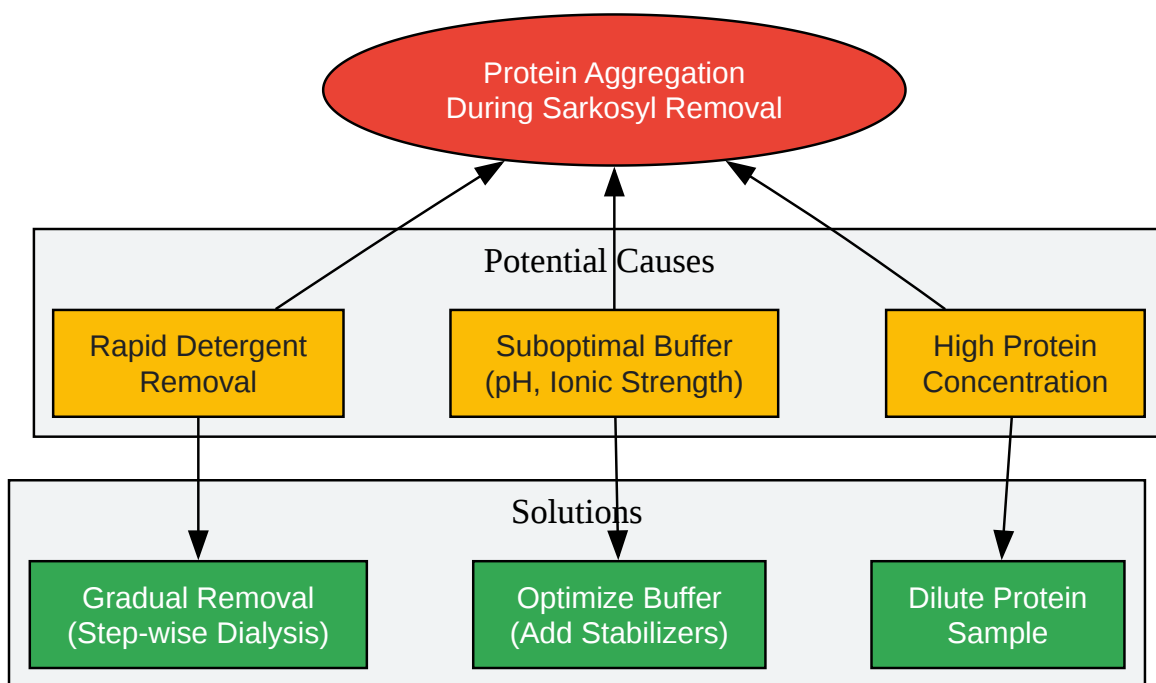 Protein Aggregation
During Sarkosyl Removal
Potential Causes
Rapid Detergent
Removal
Suboptimal Buffer
(pH, Ionic Strength)
High Protein
Concentration
Solutions
Gradual Removal
(Step-wise Dialysis)
Optimize Buffer
(Add Stabilizers)
Dilute Protein
Sample